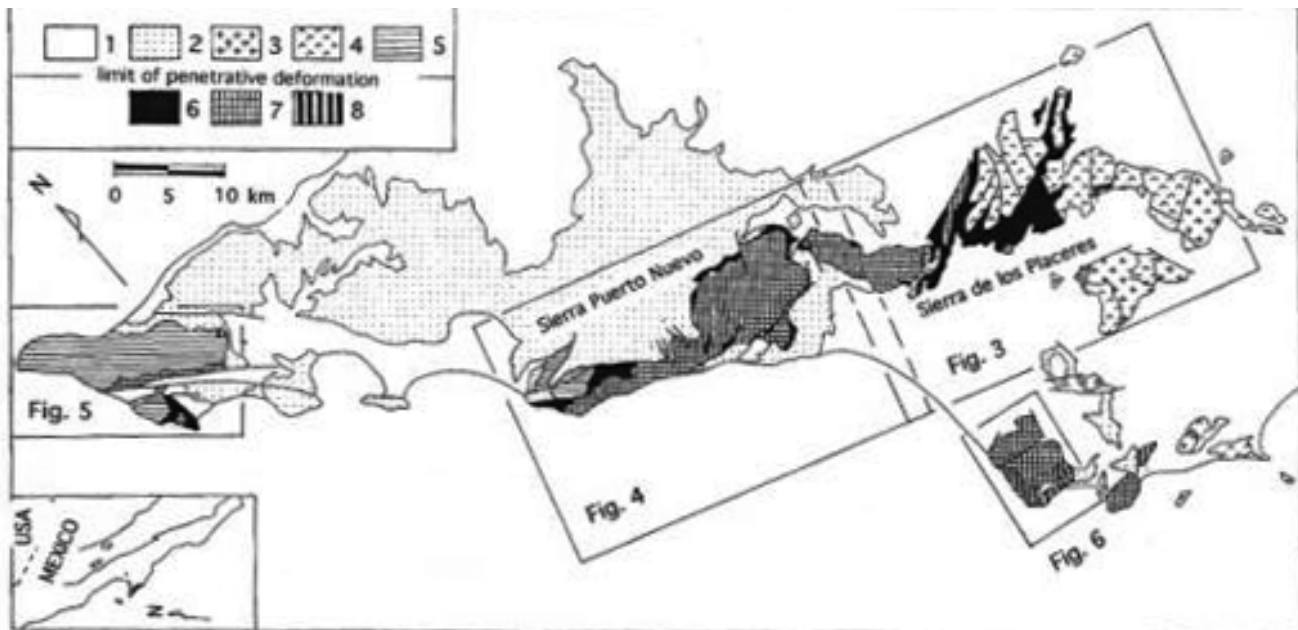 1 2 3 4 5
limit of penetrative deformation
6 7 8
0 5 10 km
N
Sierra Puerto Nuevo
Sierra de los Placeres
Fig. 3
Fig. 5
Fig. 4
Fig. 6
USA
MEXICO
N